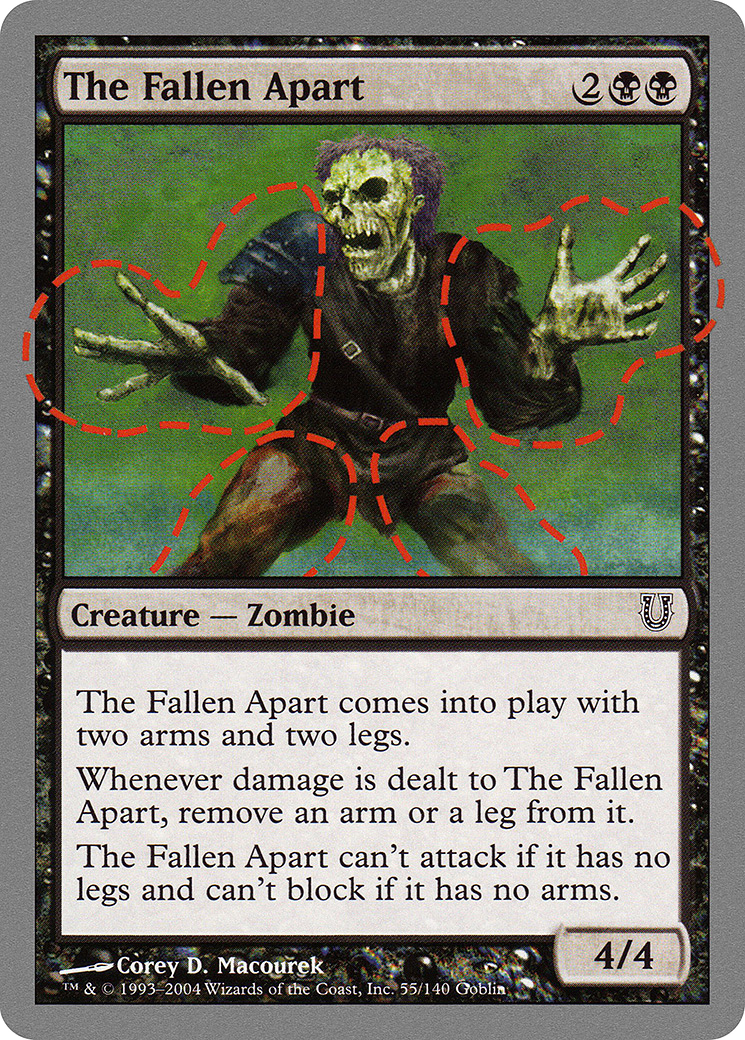 The Fallen Apart 2
Creature — Zombie
The Fallen Apart comes into play with
two arms and two legs.
Whenever damage is dealt to The Fallen
Apart, remove an arm or a leg from it.
The Fallen Apart can't attack if it has no
legs and can't block if it has no arms.
4/4
Corey D. Macourek
™ & © 1993–2004 Wizards of the Coast, Inc. 55/140 Goblin